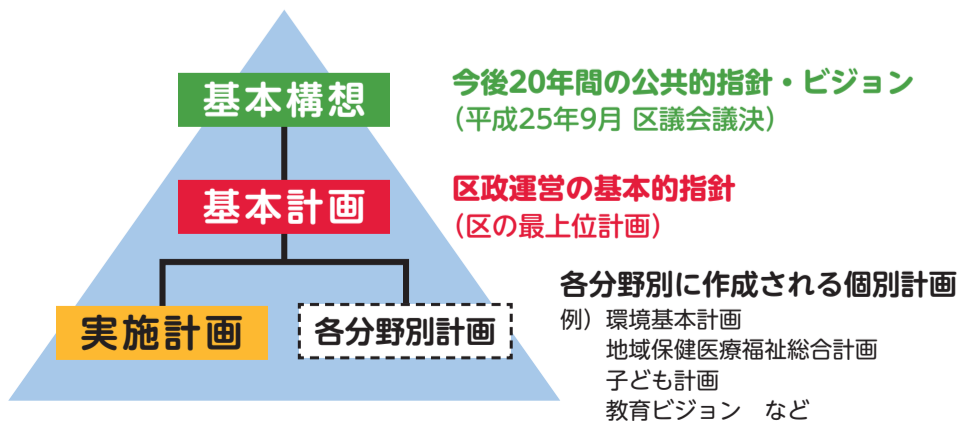 基本構想
今後20年間の公共的指針・ビジョン
（平成25年9月 区議会議決）
基本計画
区政運営の基本的指針
（区の最上位計画）
実施計画
各分野別計画
各分野別に作成される個別計画
例）環境基本計画
地域保健医療福祉総合計画
子ども計画
教育ビジョン　など